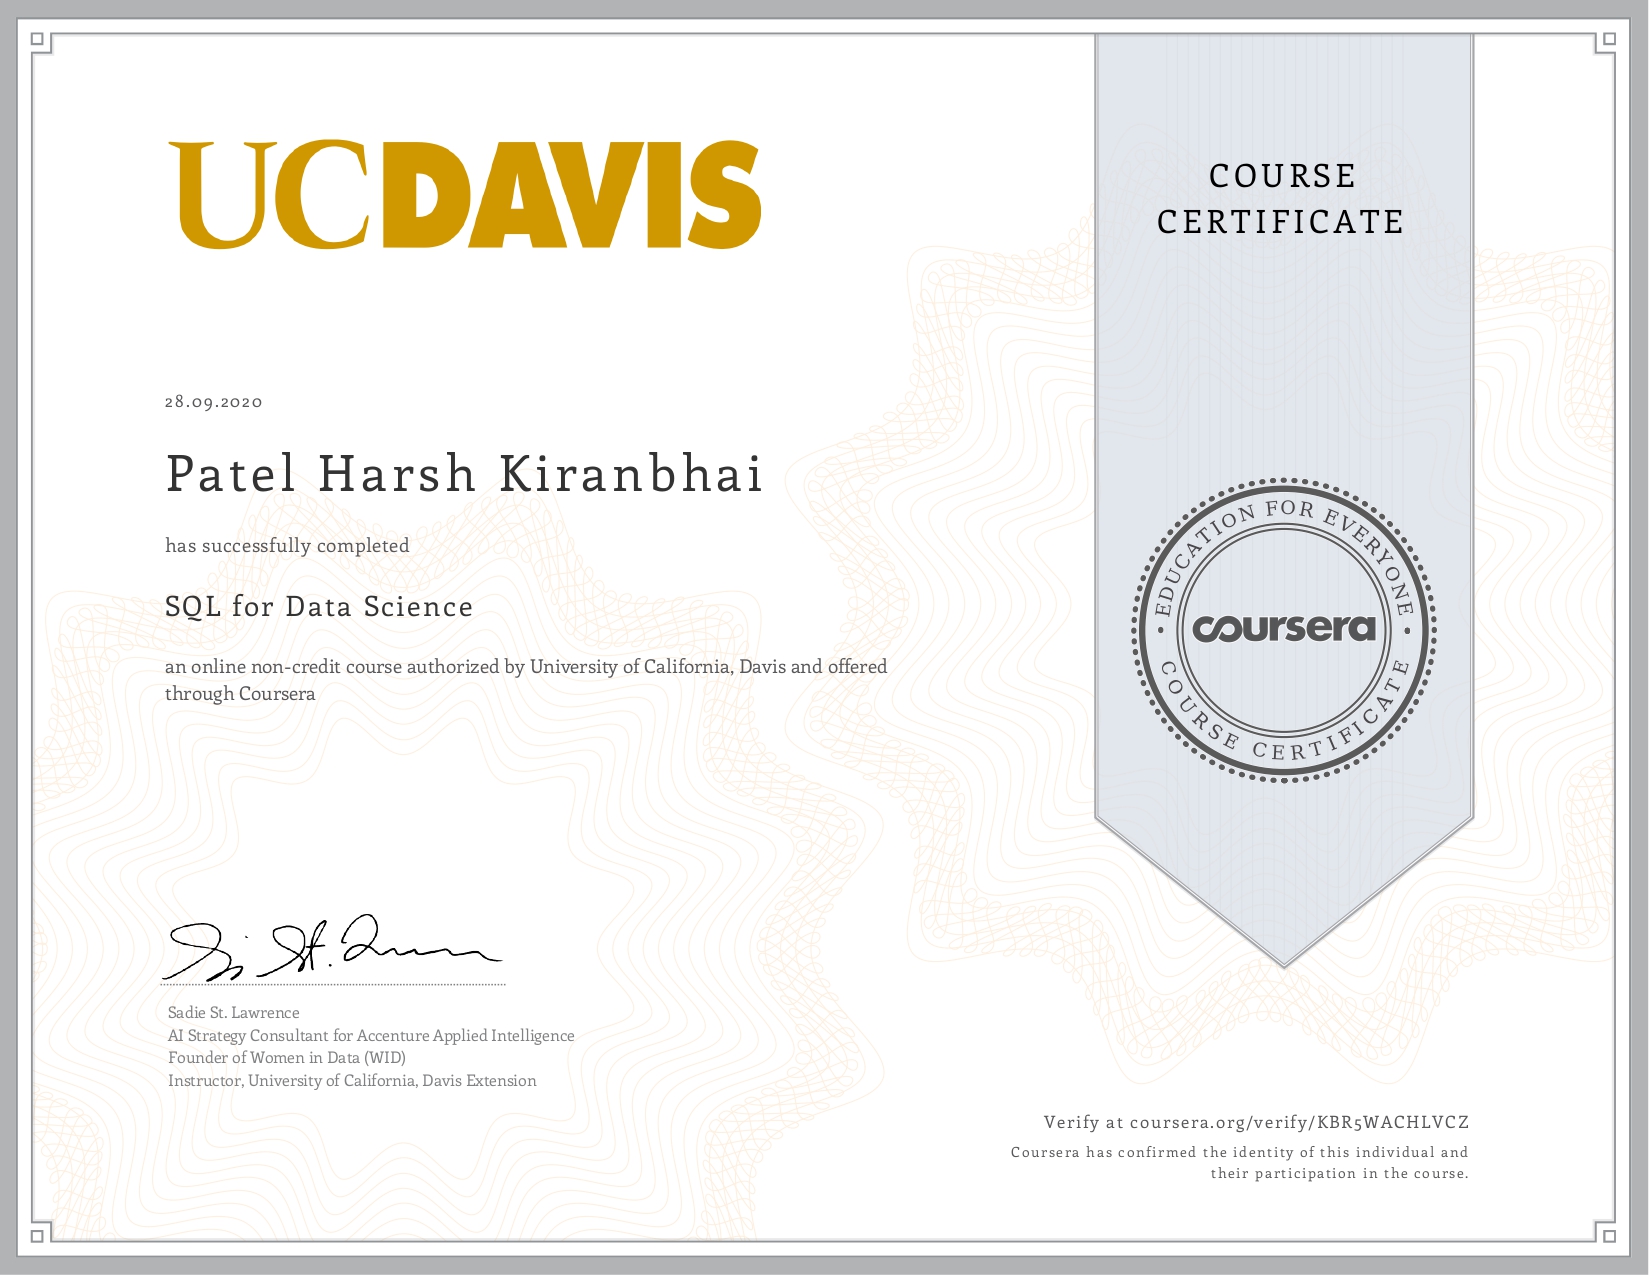 UCDAVIS
COURSE
CERTIFICATE
28.09.2020
Patel Harsh Kiranbhai
has successfully completed
SQL for Data Science
an online non-credit course authorized by University of California, Davis and offered
through Coursera
EDUCATION FOR EVERYONE
coursera
COURSE CERTIFICATE
Sadie St. Lawrence
AI Strategy Consultant for Accenture Applied Intelligence
Founder of Women in Data (WID)
Instructor, University of California, Davis Extension
Verify at coursera.org/verify/KBR5WACHLVCZ
Coursera has confirmed the identity of this individual and
their participation in the course.